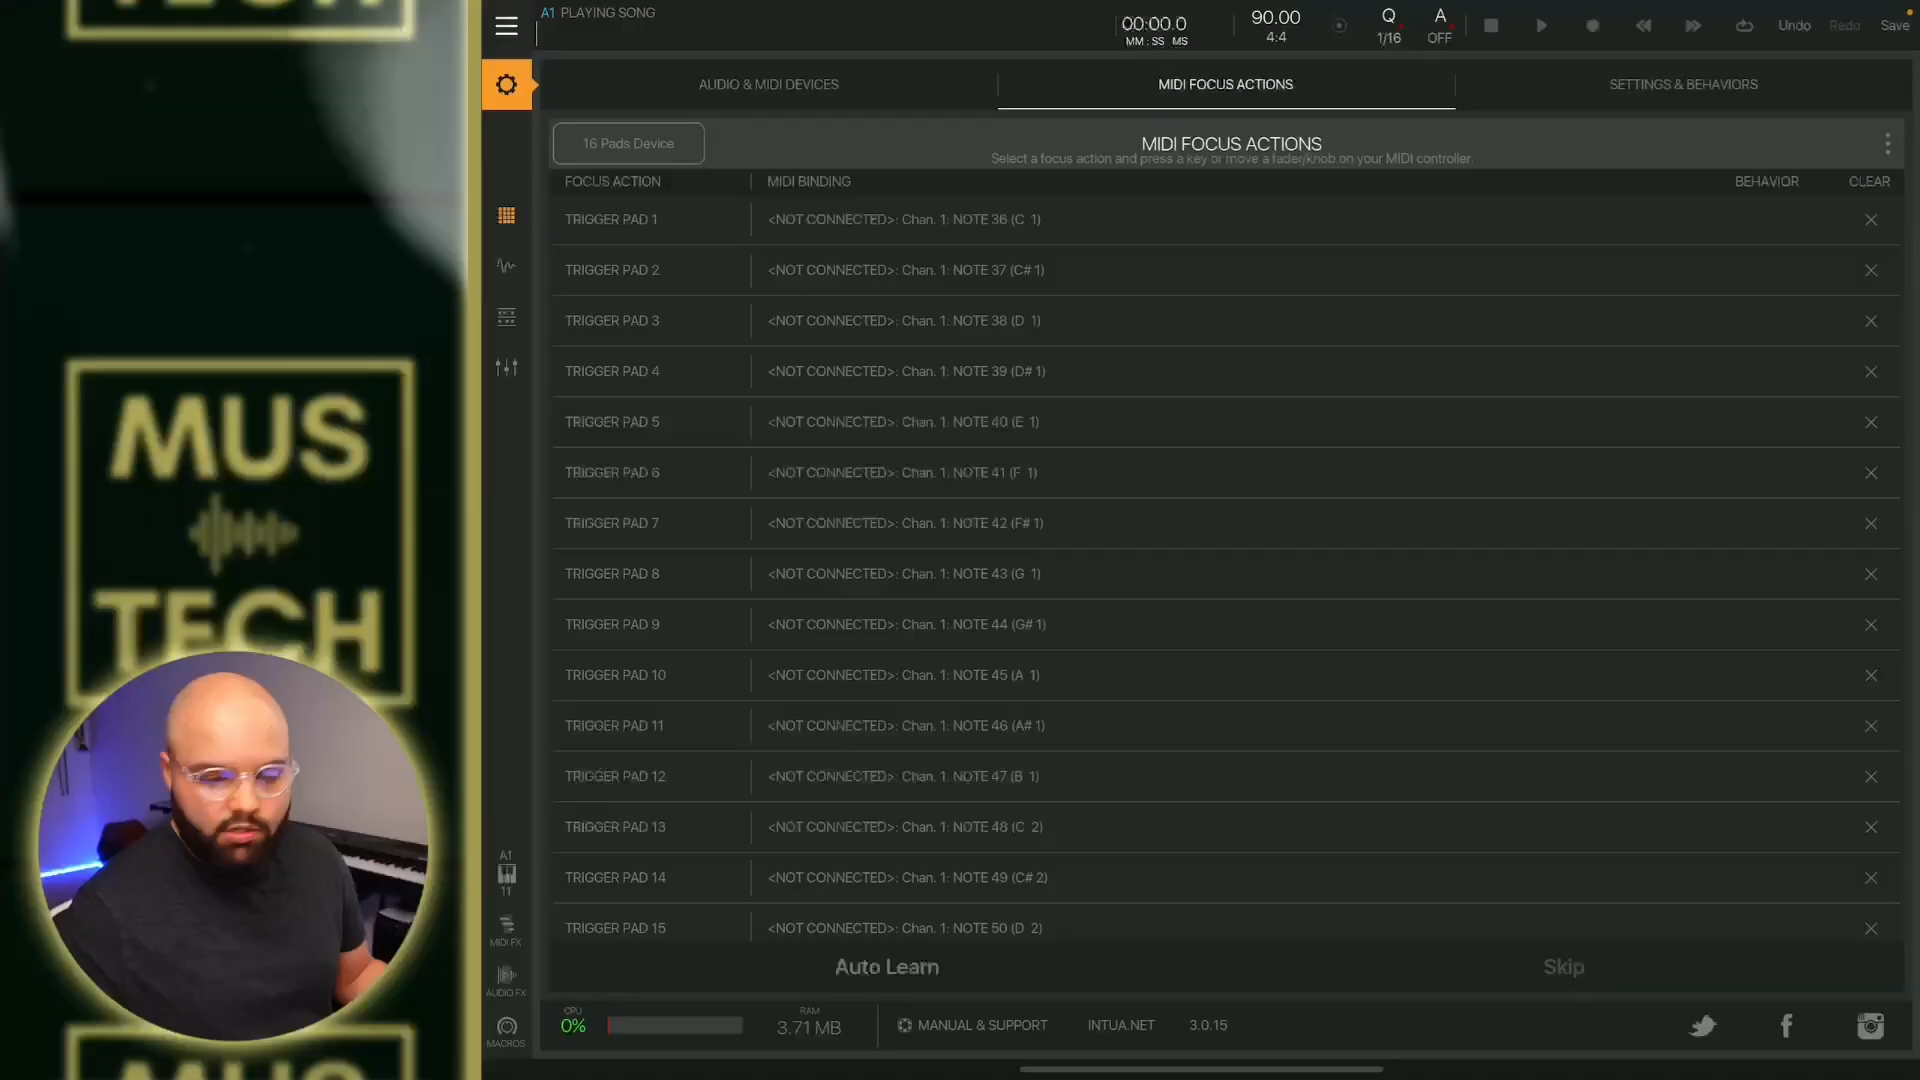 TECH
MUS
TECH
MUS
A1 PLAYING SONG
00:00.0
MM : SS MS
90.00
4:4
Q
1/16
A
OFF
Undo
Redo
Save
AUDIO & MIDI DEVICES
MIDI FOCUS ACTIONS
SETTINGS & BEHAVIORS
16 Pads Device
MIDI FOCUS ACTIONS
Select a focus action and press a key or move a fader/knob on your MIDI controller.
FOCUS ACTION MIDI BINDING BEHAVIOR CLEAR
TRIGGER PAD 1 <NOT CONNECTED>: Chan. 1: NOTE 36 (C 1)
TRIGGER PAD 2 <NOT CONNECTED>: Chan. 1: NOTE 37 (C# 1)
TRIGGER PAD 3 <NOT CONNECTED>: Chan. 1: NOTE 38 (D 1)
TRIGGER PAD 4 <NOT CONNECTED>: Chan. 1: NOTE 39 (D# 1)
TRIGGER PAD 5 <NOT CONNECTED>: Chan. 1: NOTE 40 (E 1)
TRIGGER PAD 6 <NOT CONNECTED>: Chan. 1: NOTE 41 (F 1)
TRIGGER PAD 7 <NOT CONNECTED>: Chan. 1: NOTE 42 (F# 1)
TRIGGER PAD 8 <NOT CONNECTED>: Chan. 1: NOTE 43 (G 1)
TRIGGER PAD 9 <NOT CONNECTED>: Chan. 1: NOTE 44 (G# 1)
TRIGGER PAD 10 <NOT CONNECTED>: Chan. 1: NOTE 45 (A 1)
TRIGGER PAD 11 <NOT CONNECTED>: Chan. 1: NOTE 46 (A# 1)
TRIGGER PAD 12 <NOT CONNECTED>: Chan. 1: NOTE 47 (B 1)
TRIGGER PAD 13 <NOT CONNECTED>: Chan. 1: NOTE 48 (C 2)
TRIGGER PAD 14 <NOT CONNECTED>: Chan. 1: NOTE 49 (C# 2)
TRIGGER PAD 15 <NOT CONNECTED>: Chan. 1: NOTE 50 (D 2)
A1
11
MIDI FX
AUDIO FX
MACROS
Auto Learn
Skip
CPU
0%
RAM
3.71 MB
MANUAL & SUPPORT
INTUA.NET
3.0.15